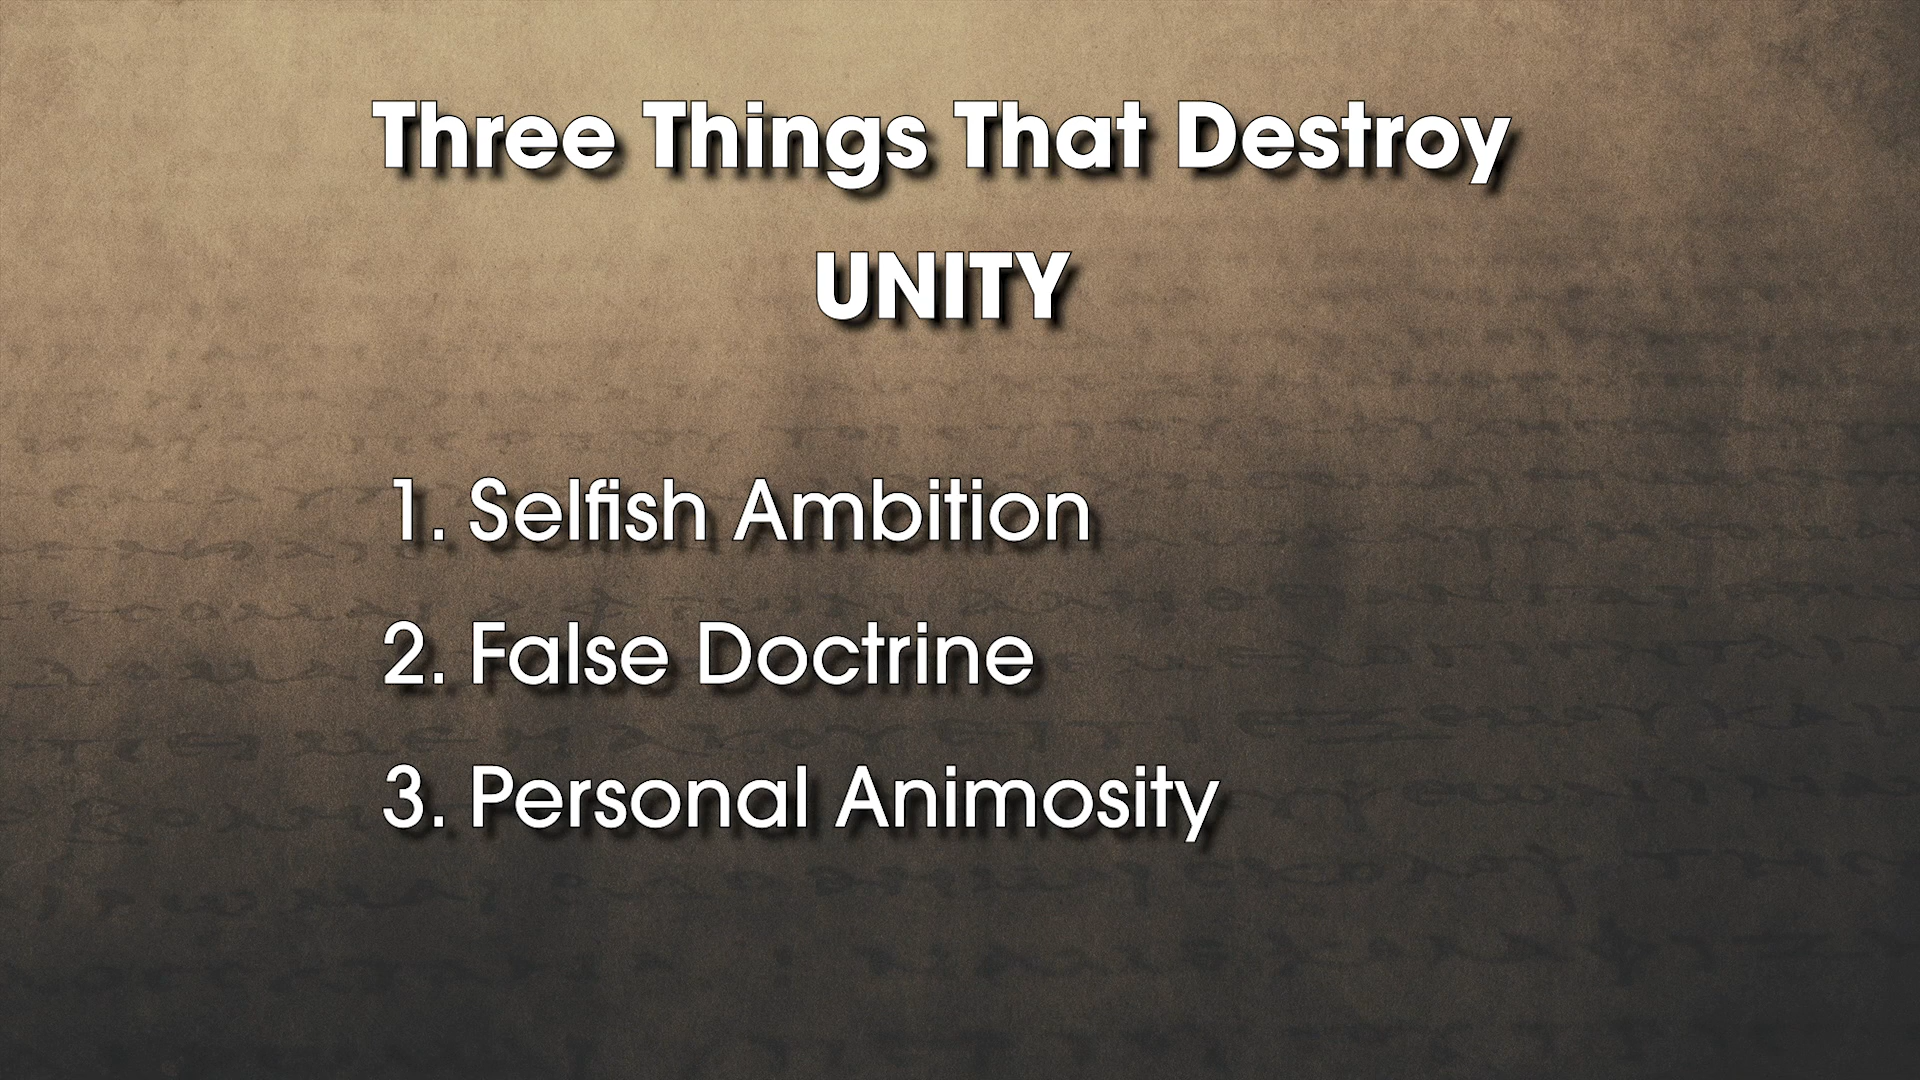 Three Things That Destroy
UNITY
1. Selfish Ambition
2. False Doctrine
3. Personal Animosity